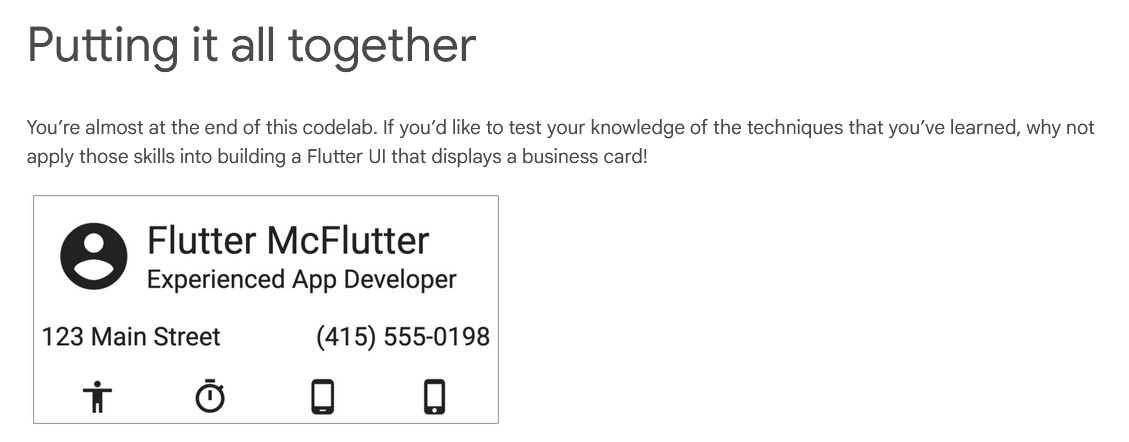 Putting it all together
You’re almost at the end of this codelab. If you’d like to test your knowledge of the techniques that you’ve learned, why not
apply those skills into building a Flutter UI that displays a business card!
Flutter McFlutter
Experienced App Developer
123 Main Street (415) 555-0198